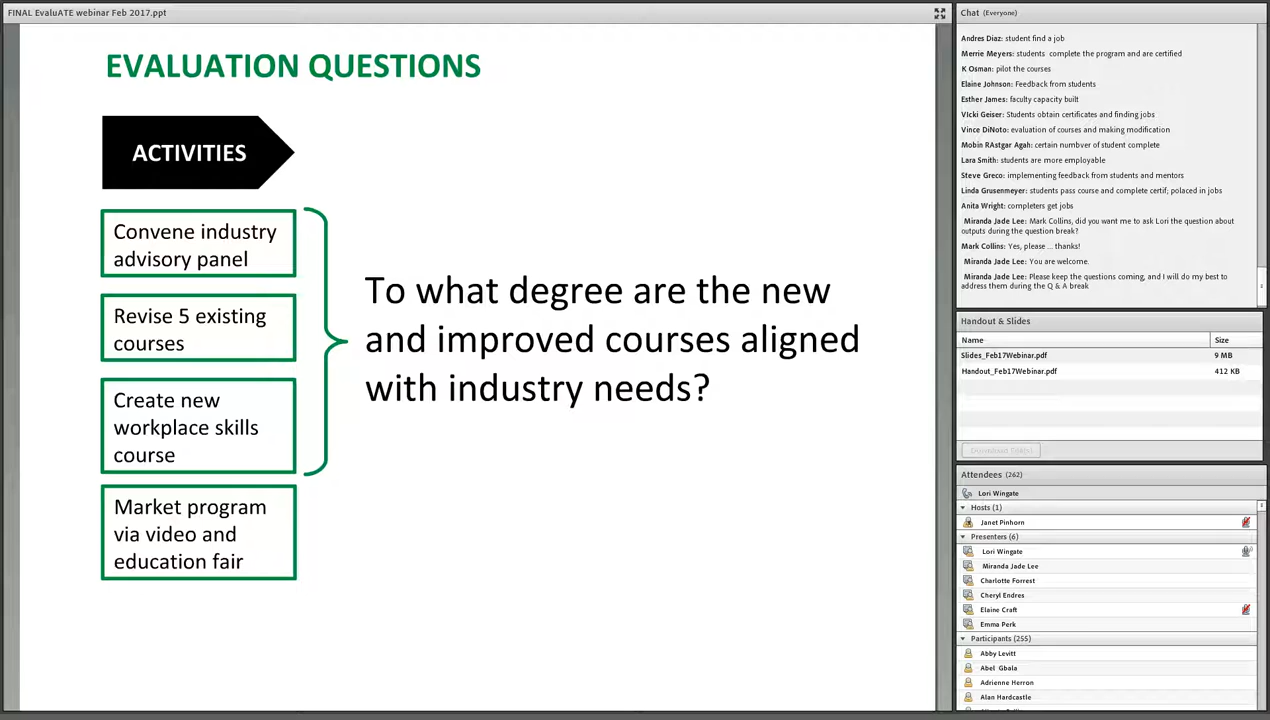 FINAL EvaluATE webinar Feb 2017.ppt
EVALUATION QUESTIONS
ACTIVITIES
Convene industry
advisory panel
Revise 5 existing
courses
Create new
workplace skills
course
Market program
via video and
education fair
To what degree are the new
and improved courses aligned
with industry needs?
Chat (Everyone)
Andres Diaz: student find a job
Merrie Meyers: students complete the program and are certified
K Osman: pilot the courses
Elaine Johnson: Feedback from students
Esther James: faculty capacity built
VIcki Geiser: Students obtain certificates and finding jobs
Vince DiNoto: evaluation of courses and making modification
Mobin RAstgar Agah: certain numbver of student complete
Lara Smith: students are more employable
Steve Greco: implementing feedback from students and mentors
Linda Grusenmeyer: students pass course and complete certif; polaced in jobs
Anita Wright: completers get jobs
Miranda Jade Lee: Mark Collins, did you want me to ask Lori the question about
outputs during the question break?
Mark Collins: Yes, please ... thanks!
Miranda Jade Lee: You are welcome.
Miranda Jade Lee: Please keep the questions coming, and I will do my best to
address them during the Q & A break
Handout & Slides
Name Size
Slides_Feb17Webinar.pdf 9 MB
Handout_Feb17Webinar.pdf 412 KB
Download File(s)
Attendees (262)
Lori Wingate
Hosts (1)
Janet Pinhorn
Presenters (6)
Lori Wingate
Miranda Jade Lee
Charlotte Forrest
Cheryl Endres
Elaine Craft
Emma Perk
Participants (255)
Abby Levitt
Abel Gbala
Adrienne Herron
Alan Hardcastle